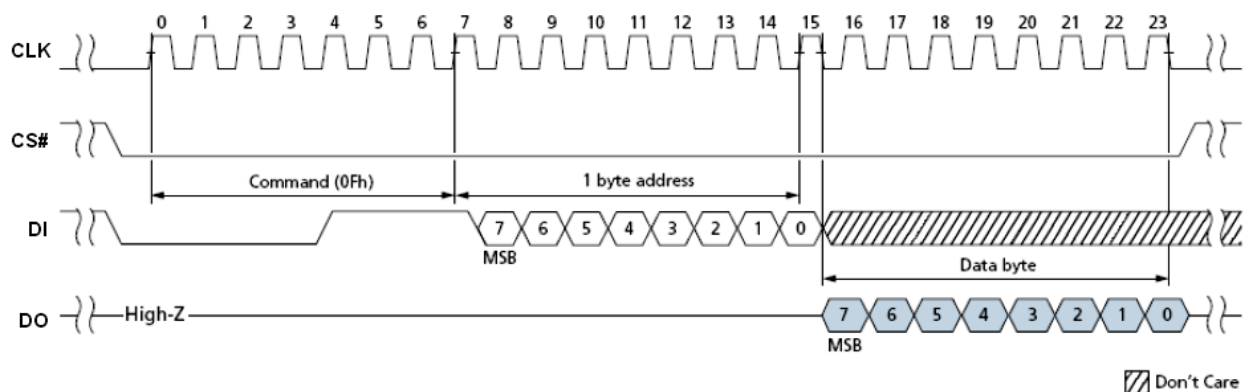 0 1 2 3 4 5 6 7 8 9 10 11 12 13 14 15 16 17 18 19 20 21 22 23
CLK
CS#
Command (0Fh) 1 byte address
DI 7 6 5 4 3 2 1 0
MSB
Data byte
DO High-Z 7 6 5 4 3 2 1 0
MSB
Don't Care